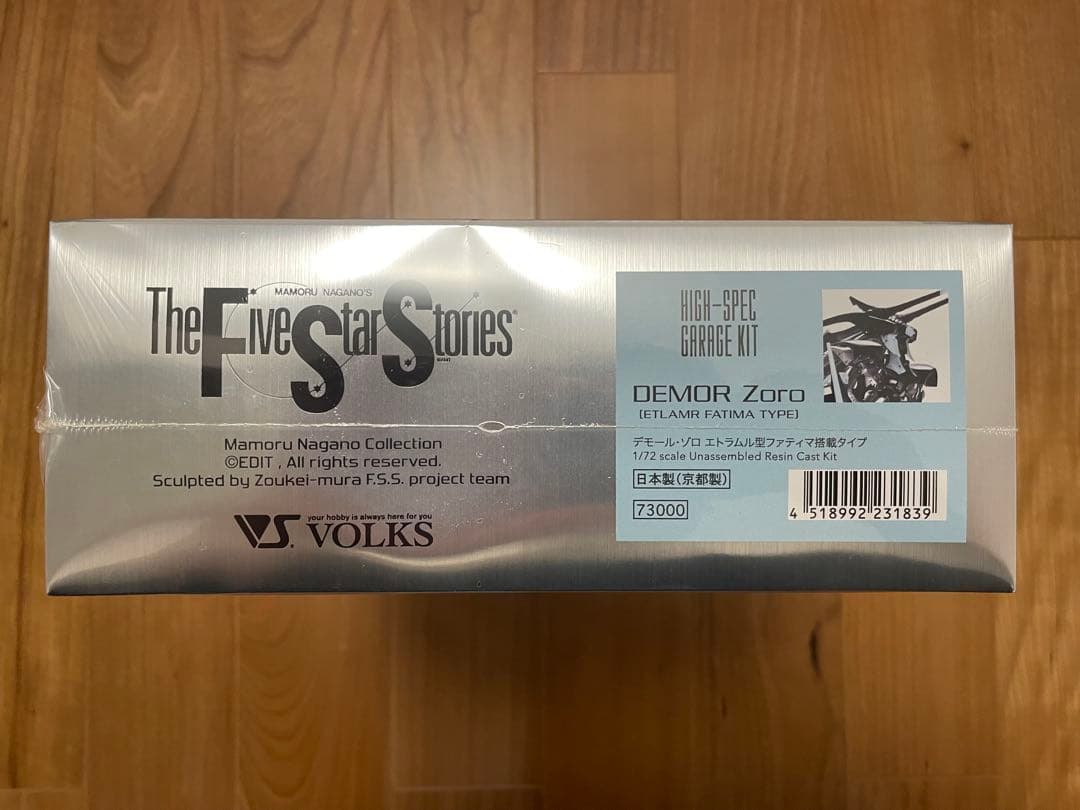 MAMORU NAGANO'S
The Five Star Stories
Mamoru Nagano Collection
©EDIT , All rights reserved.
Sculpted by Zoukei-mura F.S.S. project team
VS. your hobby is always here for you
VOLKS
HIGH-SPEC
GARAGE KIT
DEMOR Zoro
[ETLAMR FATIMA TYPE]
デモール・ゾロ エトラムル型ファティマ搭載タイプ
1/72 scale Unassembled Resin Cast Kit
日本製(京都製)
73000
4 518992 231839